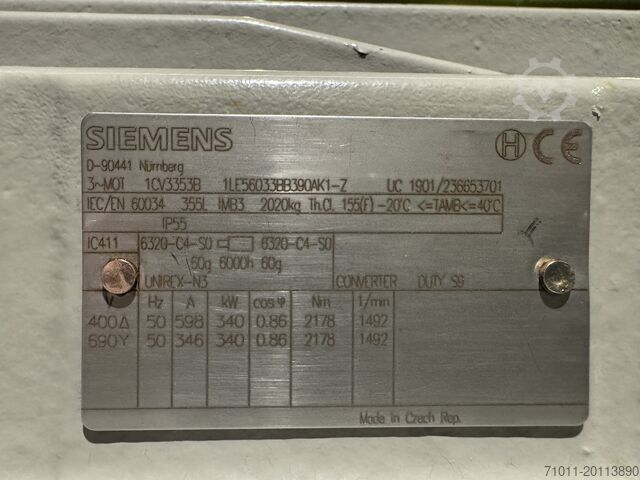 SIEMENS
H CE
D-90441 Nürnberg
3~MOT 1CV3353B 1LE56033BB390AK1-Z UC 1901/236653701
IEC/EN 60034 355L IMB3 2020kg Th.Cl. 155(F) -20°C <=TAMB<=40°C
IP55
IC411 6320-C4-S0 6320-C4-S0
60g 6000h 60g
UNIREX-N3 CONVERTER DUTY S9
V Hz A kW cosφ Nm 1/min
400Δ 50 598 340 0.86 2178 1492
690Y 50 346 340 0.86 2178 1492
Made in Czech Rep.
71011-20113890